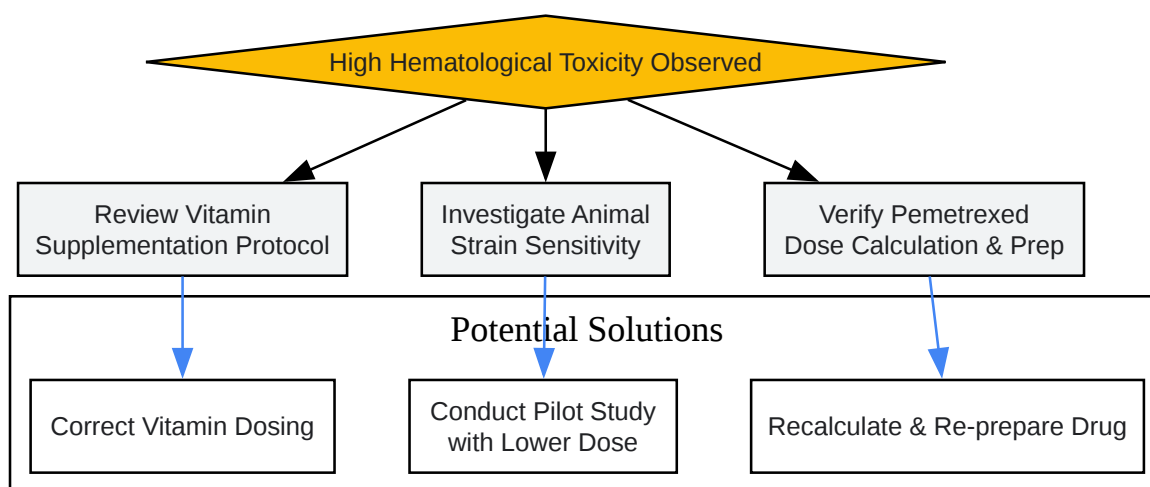 High Hematological Toxicity Observed
Review Vitamin
Supplementation Protocol
Investigate Animal
Strain Sensitivity
Verify Pemetrexed
Dose Calculation & Prep
Potential Solutions
Correct Vitamin Dosing
Conduct Pilot Study
with Lower Dose
Recalculate & Re-prepare Drug